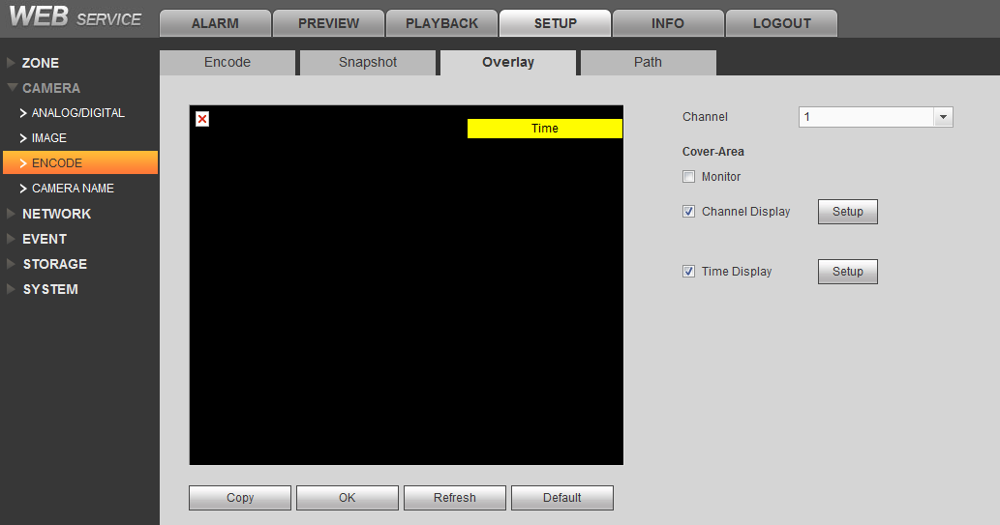 WEB SERVICE
ALARM PREVIEW PLAYBACK SETUP INFO LOGOUT
ZONE
CAMERA
ANALOG/DIGITAL
IMAGE
ENCODE
CAMERA NAME
NETWORK
EVENT
STORAGE
SYSTEM
Encode Snapshot Overlay Path
Time
Channel 1
Cover-Area
Monitor
Channel Display Setup
Time Display Setup
Copy OK Refresh Default